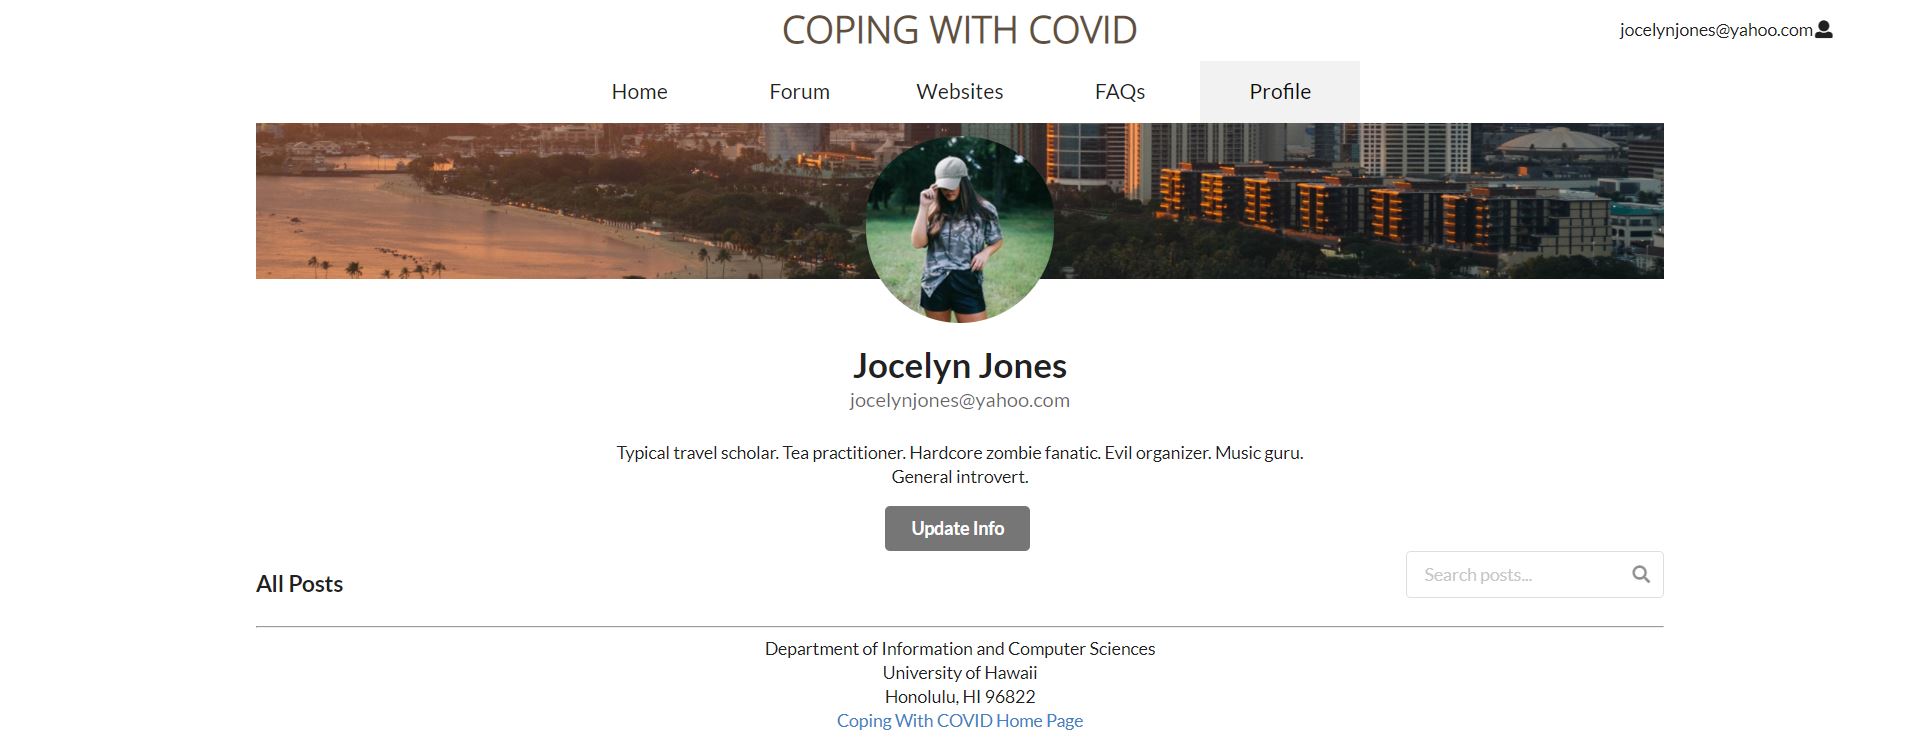 COPING WITH COVID
jocelynjones@yahoo.com
Home Forum Websites FAQs Profile
Jocelyn Jones
jocelynjones@yahoo.com
Typical travel scholar. Tea practitioner. Hardcore zombie fanatic. Evil organizer. Music guru.
General introvert.
Update Info
All Posts
Search posts...
Department of Information and Computer Sciences
University of Hawaii
Honolulu, HI 96822
Coping With COVID Home Page